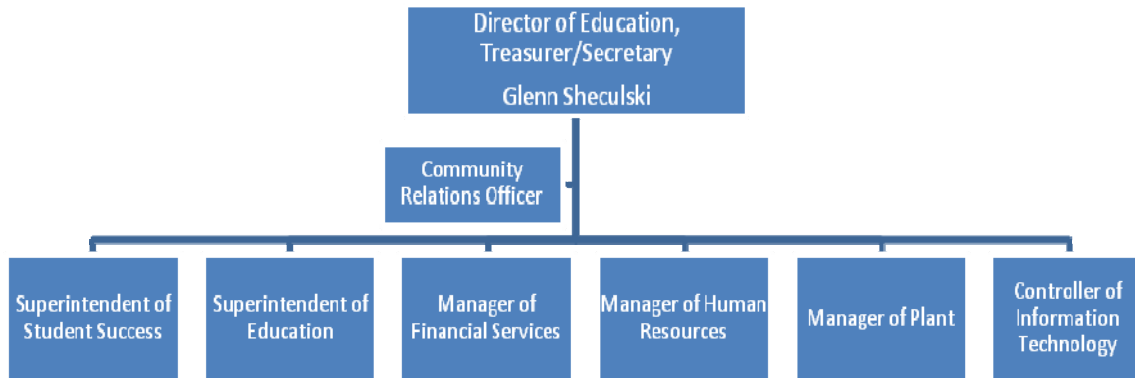 Director of Education,
Treasurer/Secretary
Glenn Sheculski
Community
Relations Officer
Superintendent of
Student Success
Superintendent of
Education
Manager of
Financial Services
Manager of Human
Resources
Manager of Plant
Controller of
Information
Technology